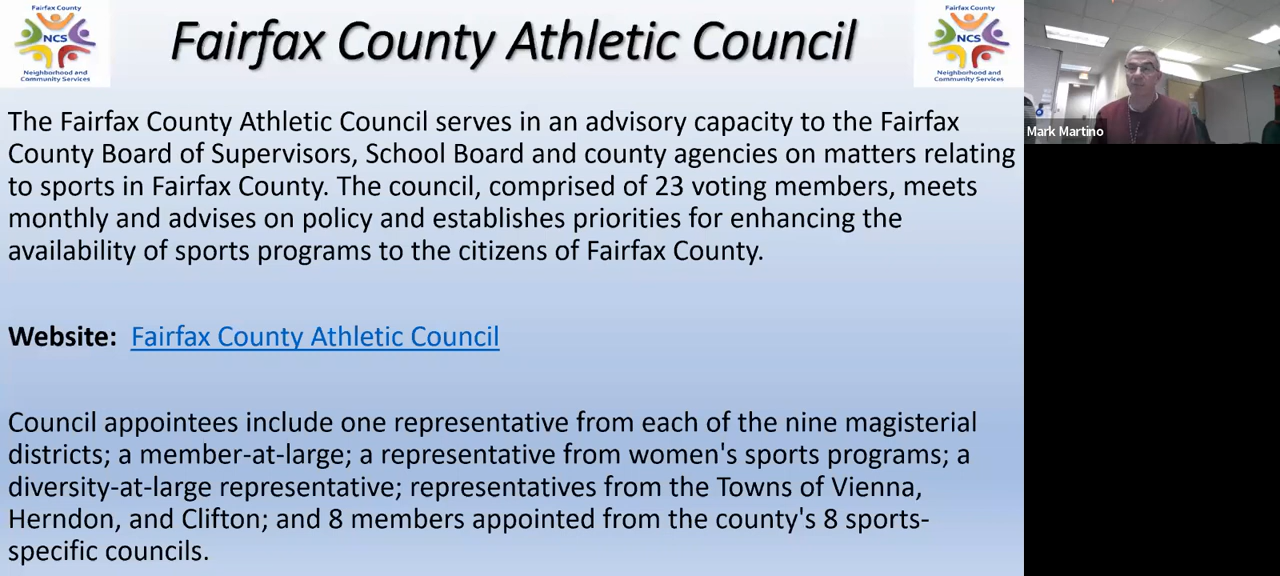 Fairfax County
NCS
Neighborhood and
Community Services
Fairfax County Athletic Council
Fairfax County
NCS
Neighborhood and
Community Services
Mark Martino
The Fairfax County Athletic Council serves in an advisory capacity to the Fairfax
County Board of Supervisors, School Board and county agencies on matters relating
to sports in Fairfax County. The council, comprised of 23 voting members, meets
monthly and advises on policy and establishes priorities for enhancing the
availability of sports programs to the citizens of Fairfax County.
Website: Fairfax County Athletic Council
Council appointees include one representative from each of the nine magisterial
districts; a member-at-large; a representative from women's sports programs; a
diversity-at-large representative; representatives from the Towns of Vienna,
Herndon, and Clifton; and 8 members appointed from the county's 8 sports-
specific councils.